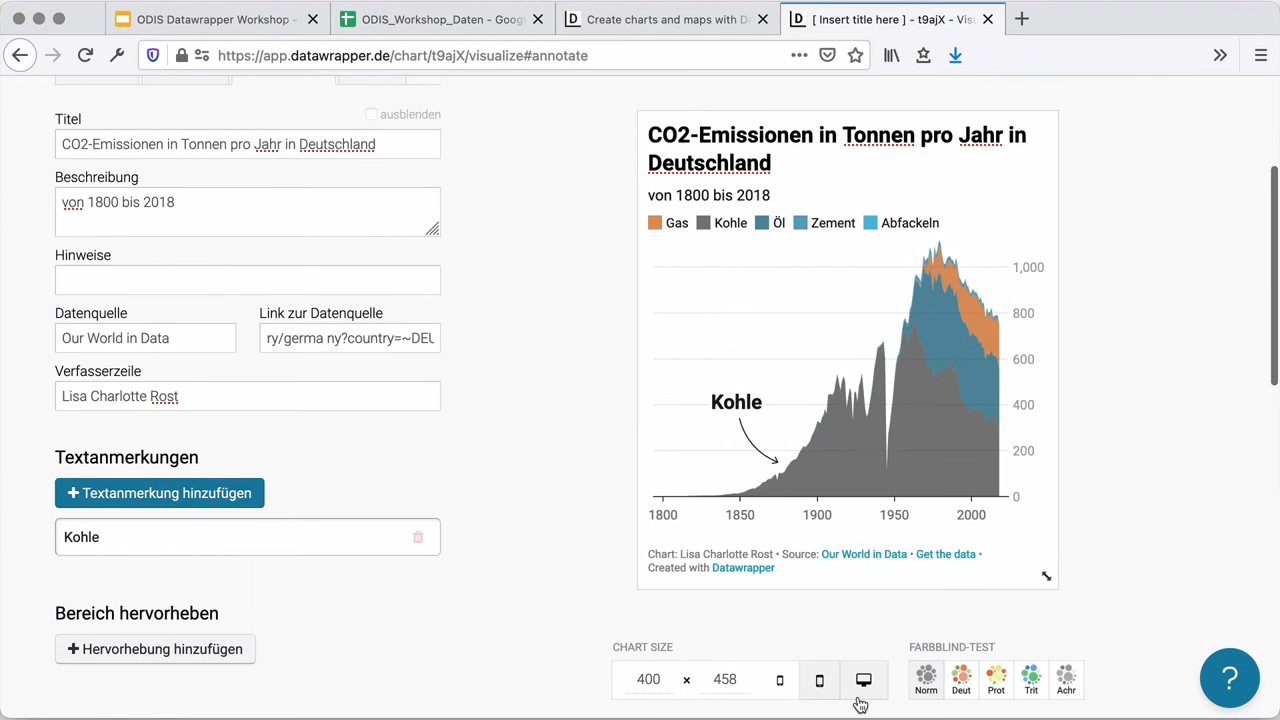 ODIS Datawrapper Workshop -
ODIS_Workshop_Daten - Goog
Create charts and maps with D
[ Insert title here ] - t9ajX - Visu
https://app.datawrapper.de/chart/t9ajX/visualize#annotate
Titel
ausblenden
CO2-Emissionen in Tonnen pro Jahr in Deutschland
Beschreibung
von 1800 bis 2018
Hinweise
Datenquelle
Link zur Datenquelle
Our World in Data
ry/germa ny?country=~DEU
Verfasserzeile
Lisa Charlotte Rost
Textanmerkungen
+ Textanmerkung hinzufügen
Kohle
Bereich hervorheben
+ Hervorhebung hinzufügen
CO2-Emissionen in Tonnen pro Jahr in
Deutschland
von 1800 bis 2018
Gas Kohle Öl Zement Abfackeln
1,000
800
600
400
200
0
Kohle
1800 1850 1900 1950 2000
Chart: Lisa Charlotte Rost • Source: Our World in Data • Get the data •
Created with Datawrapper
CHART SIZE
400 × 458
FARBBLIND-TEST
Norm Deut Prot Trit Achr
?